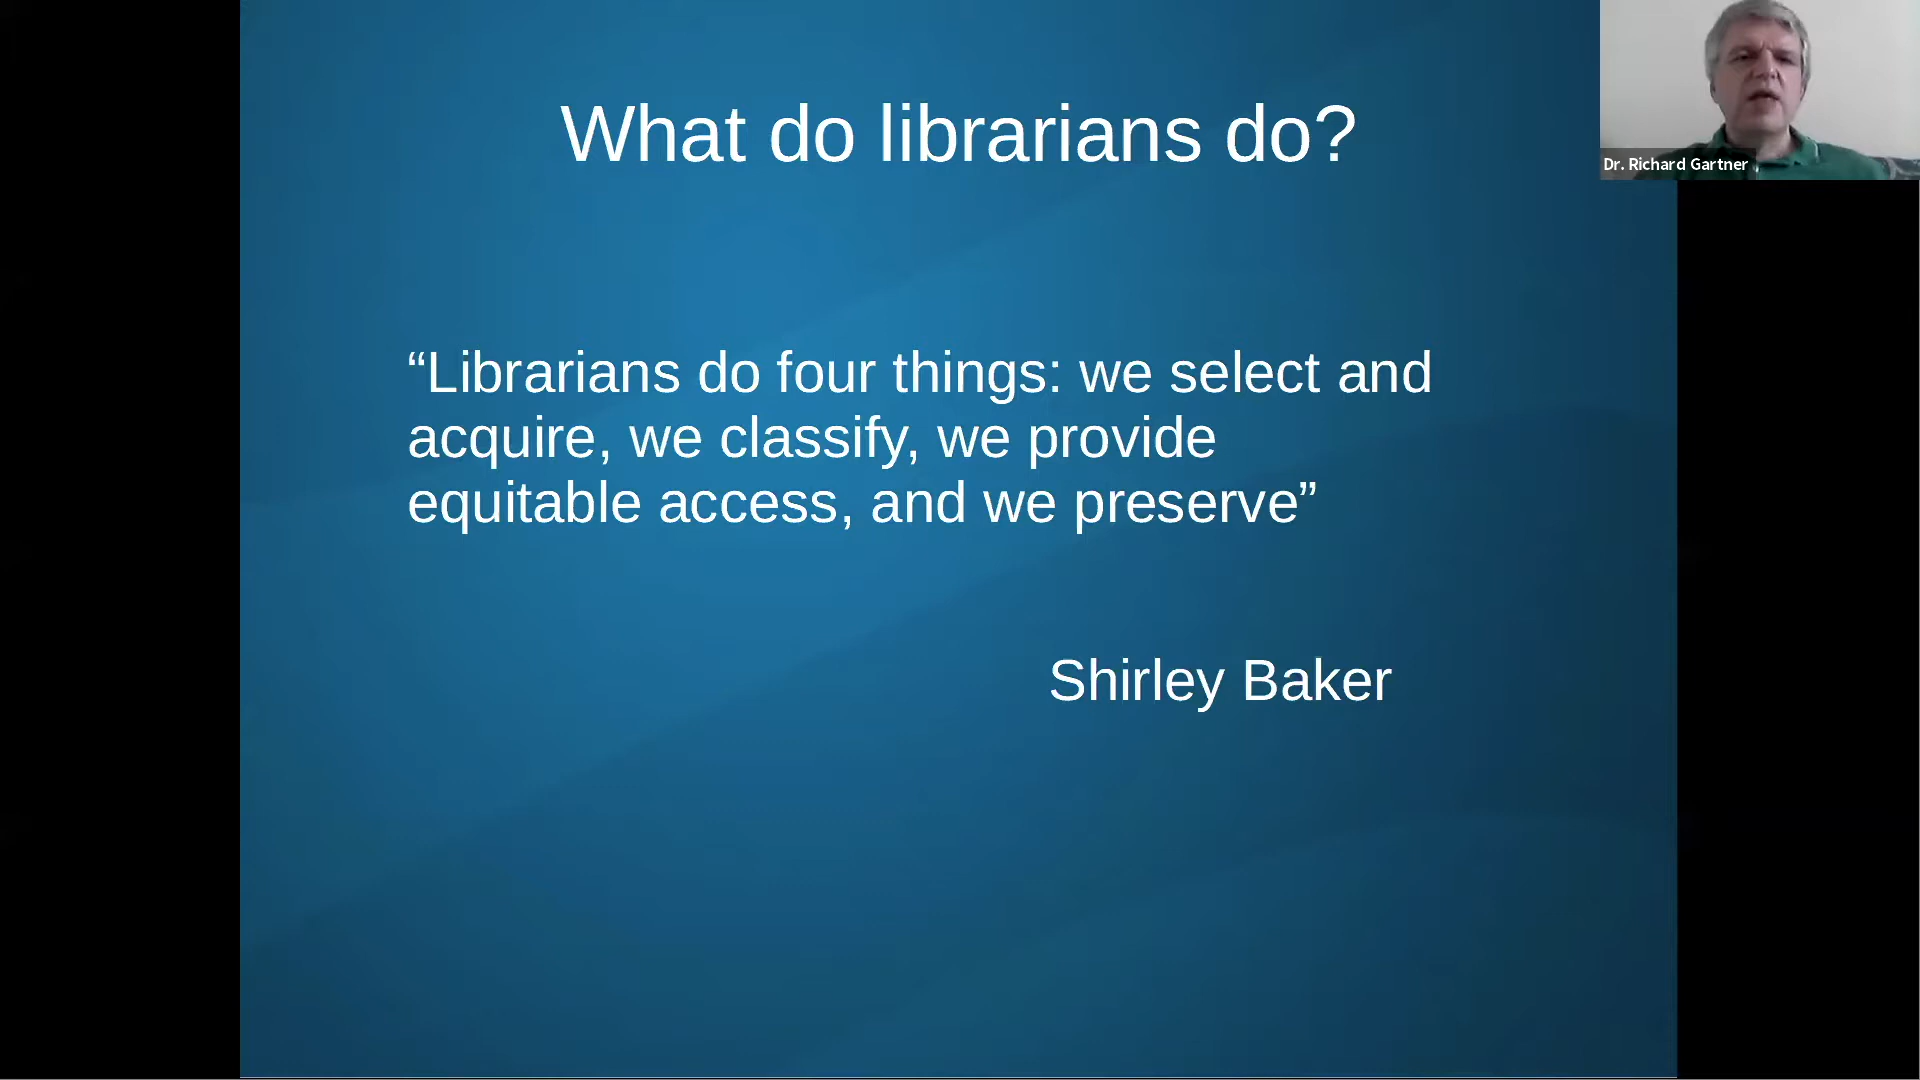 What do librarians do?
Dr. Richard Gartner
“Librarians do four things: we select and
acquire, we classify, we provide
equitable access, and we preserve”
Shirley Baker